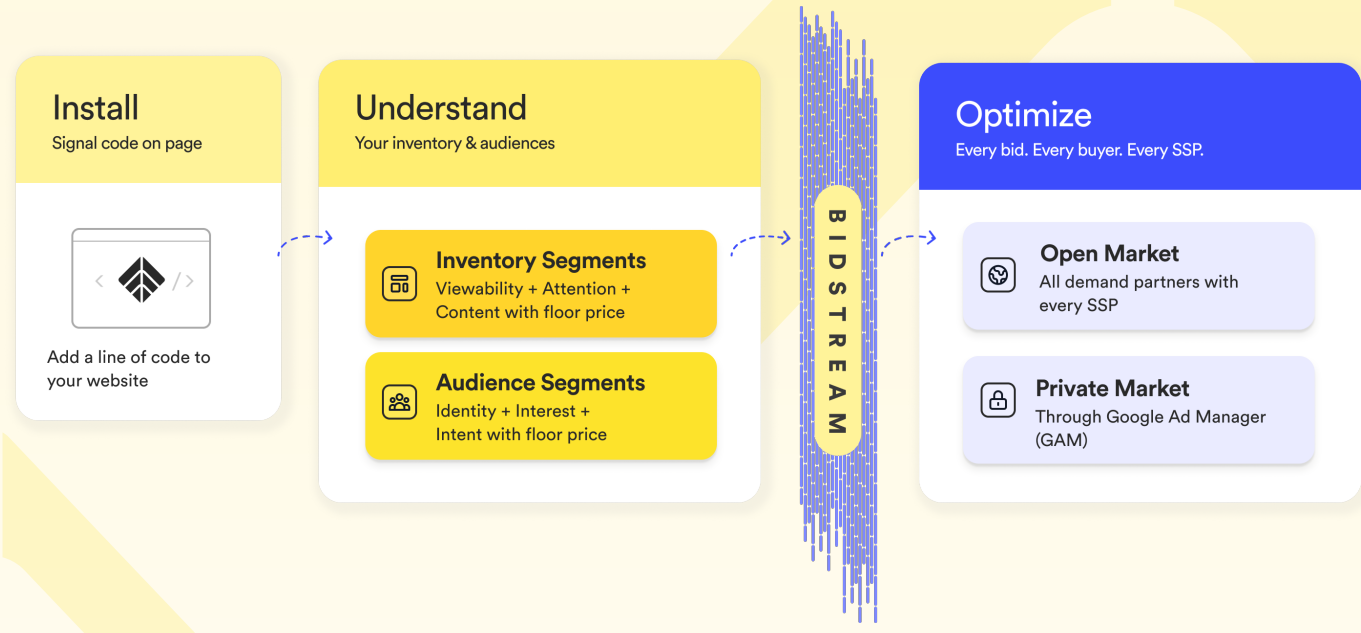 Install
Signal code on page
< />
Add a line of code to
your website
Understand
Your inventory & audiences
Inventory Segments
Viewability + Attention +
Content with floor price
Audience Segments
Identity + Interest +
Intent with floor price
BIDSTREAM
Optimize
Every bid. Every buyer. Every SSP.
Open Market
All demand partners with
every SSP
Private Market
Through Google Ad Manager
(GAM)